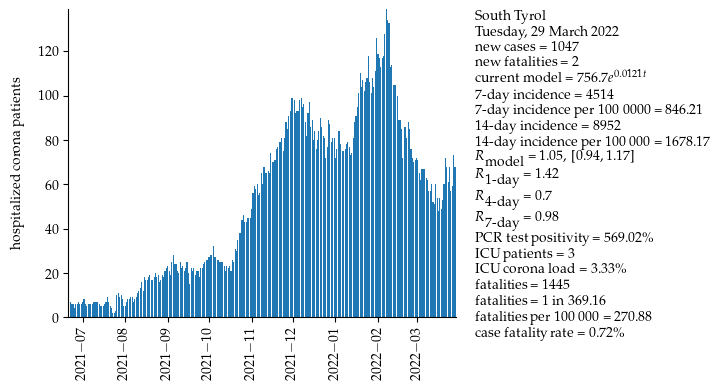 hospitalized corona patients
120
100
80
60
40
20
0
2021−07
2021−08
2021−09
2021−10
2021−11
2021−12
2022−01
2022−02
2022−03
South Tyrol
Tuesday, 29 March 2022
new cases = 1047
new fatalities = 2
current model = 756.7e^0.0121t
7-day incidence = 4514
7-day incidence per 100 0000 = 846.21
14-day incidence = 8952
14-day incidence per 100 000 = 1678.17
R_model = 1.05, [0.94, 1.17]
R_1-day = 1.42
R_4-day = 0.7
R_7-day = 0.98
PCR test positivity = 569.02%
ICU patients = 3
ICU corona load = 3.33%
fatalities = 1445
fatalities = 1 in 369.16
fatalities per 100 000 = 270.88
case fatality rate = 0.72%